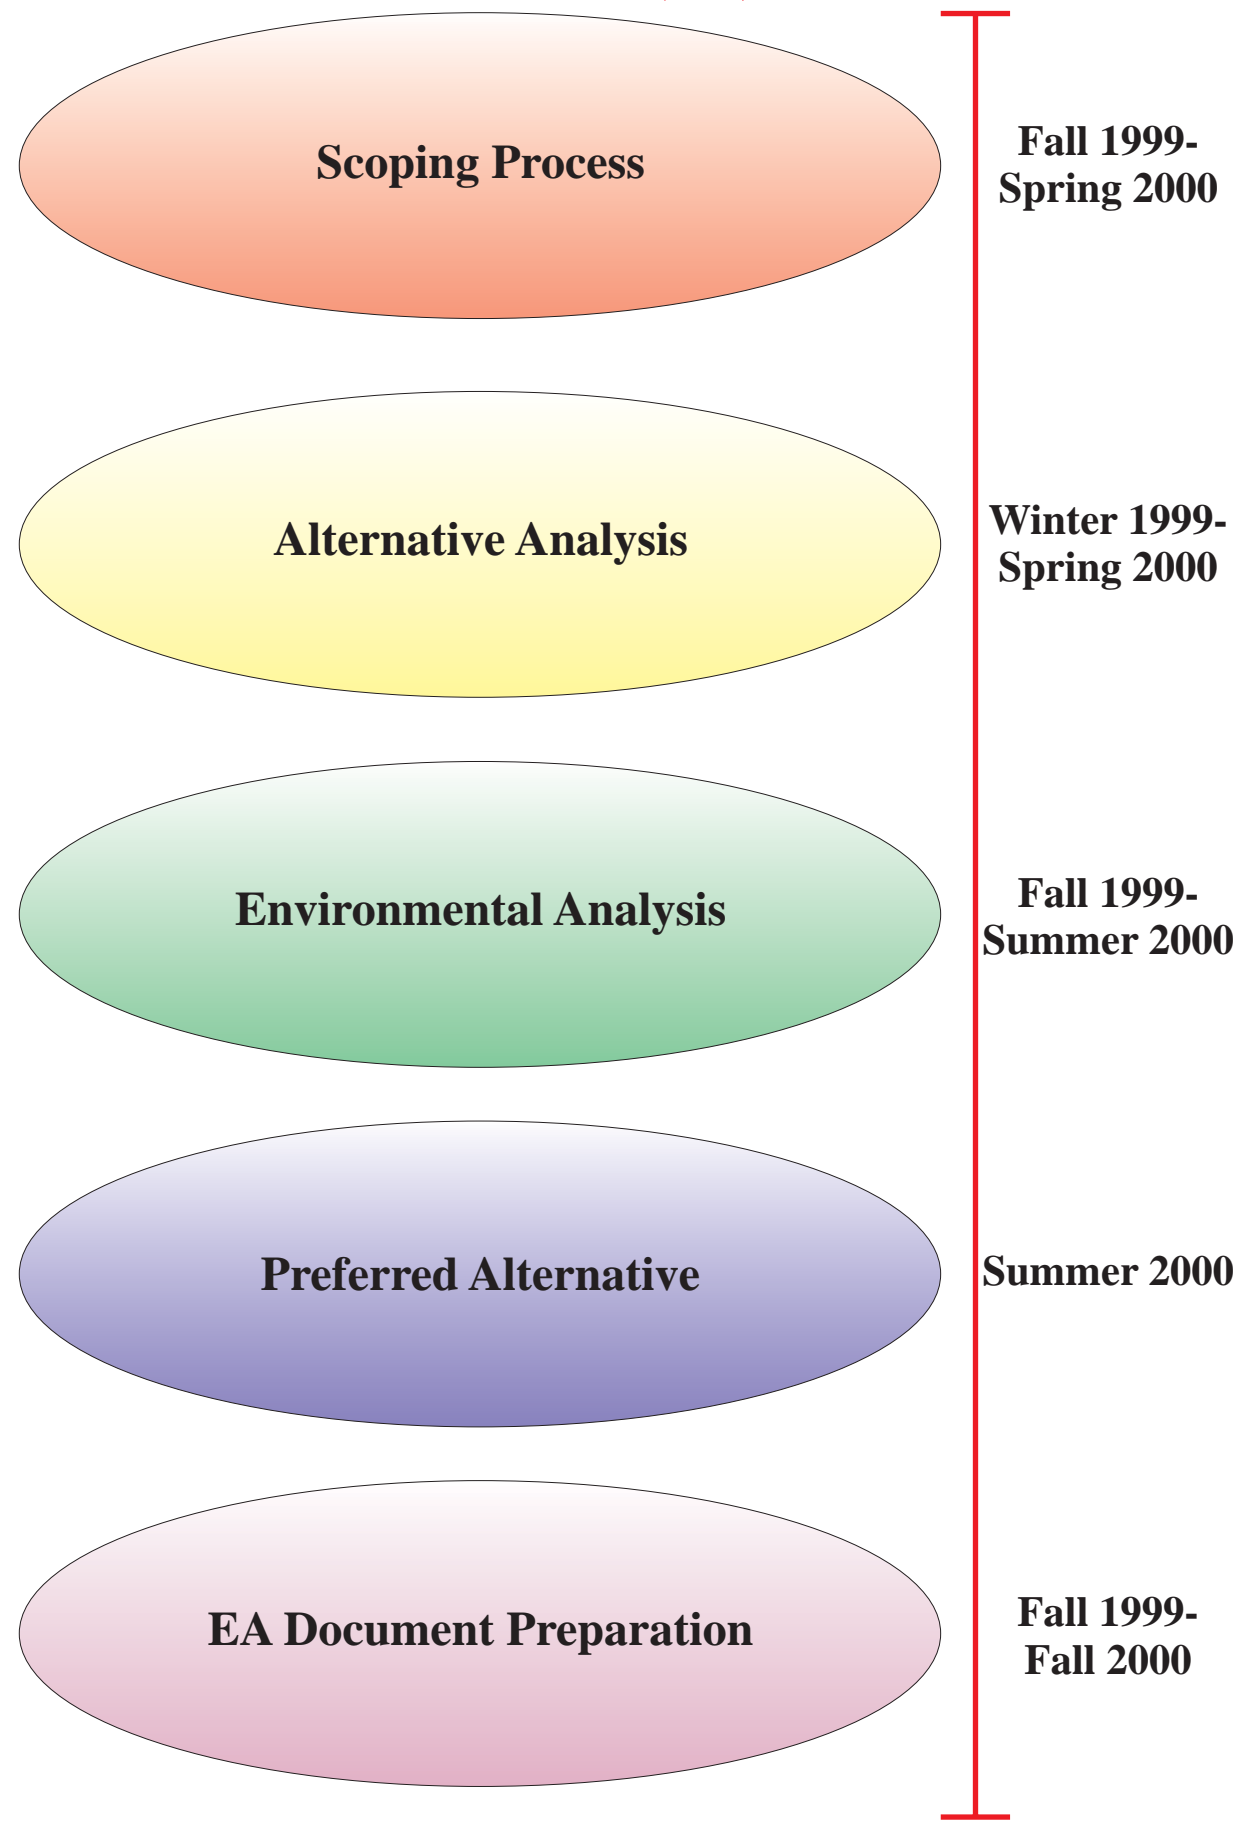 Scoping Process
Fall 1999-
Spring 2000
Alternative Analysis
Winter 1999-
Spring 2000
Environmental Analysis
Fall 1999-
Summer 2000
Preferred Alternative
Summer 2000
EA Document Preparation
Fall 1999-
Fall 2000